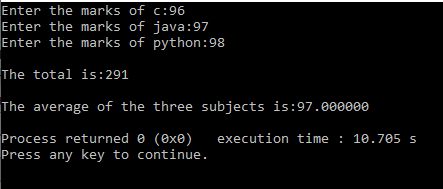 Enter the marks of c:96
Enter the marks of java:97
Enter the marks of python:98
The total is:291
The average of the three subjects is:97.000000
Process returned 0 (0x0)   execution time : 10.705 s
Press any key to continue.